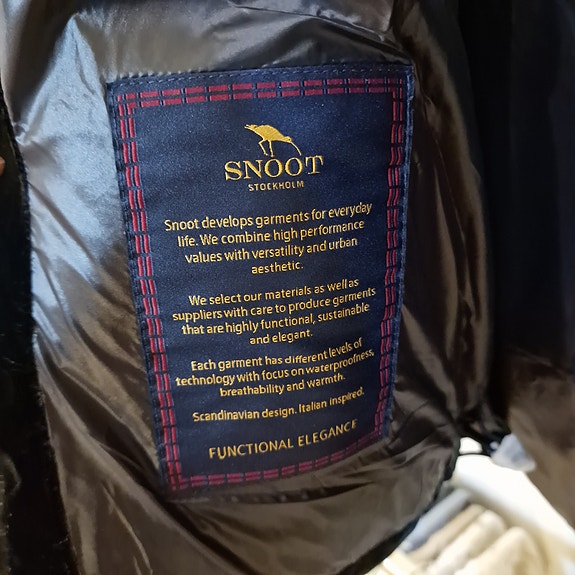 SNOOT
STOCKHOLM
Snoot develops garments for everyday
life. We combine high performance
values with versatility and urban
aesthetic.
We select our materials as well as
suppliers with care to produce garments
that are highly functional, sustainable
and elegant.
Each garment has different levels of
technology with focus on waterproofness,
breathability and warmth.
Scandinavian design. Italian inspired.
FUNCTIONAL ELEGANCE